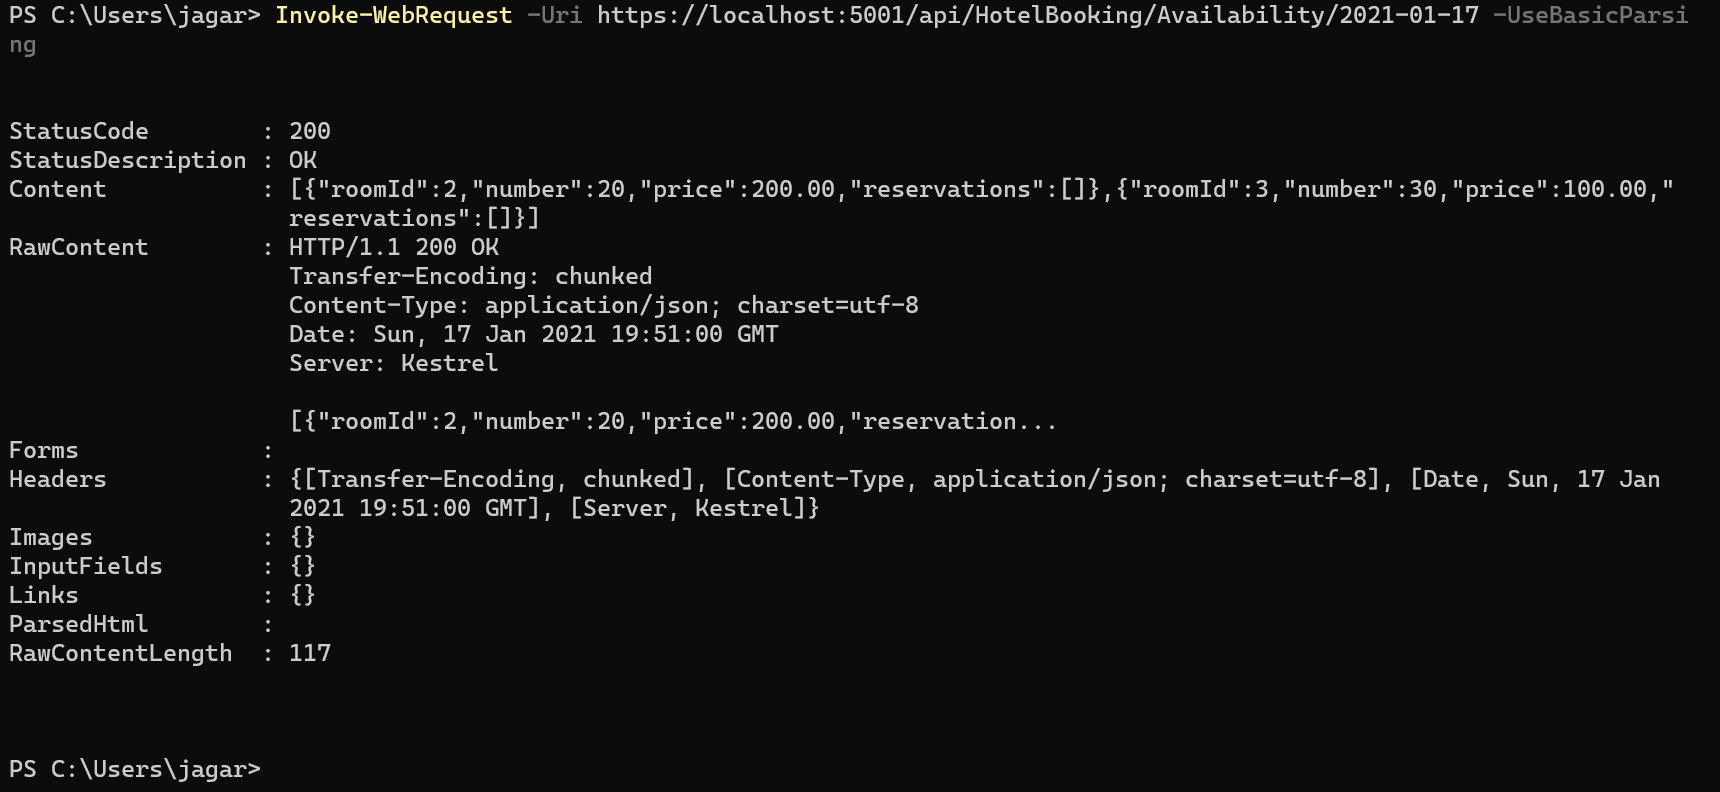 PS C:\Users\jagar> Invoke-WebRequest -Uri https://localhost:5001/api/HotelBooking/Availability/2021-01-17 -UseBasicParsi
ng
StatusCode        : 200
StatusDescription : OK
Content           : [{"roomId":2,"number":20,"price":200.00,"reservations":[]},{"roomId":3,"number":30,"price":100.00,"
                    reservations":[]}]
RawContent        : HTTP/1.1 200 OK
                    Transfer-Encoding: chunked
                    Content-Type: application/json; charset=utf-8
                    Date: Sun, 17 Jan 2021 19:51:00 GMT
                    Server: Kestrel

                    [{"roomId":2,"number":20,"price":200.00,"reservation...
Forms             :
Headers           : {[Transfer-Encoding, chunked], [Content-Type, application/json; charset=utf-8], [Date, Sun, 17 Jan
                    2021 19:51:00 GMT], [Server, Kestrel]}
Images            : {}
InputFields       : {}
Links             : {}
ParsedHtml        :
RawContentLength  : 117
PS C:\Users\jagar>